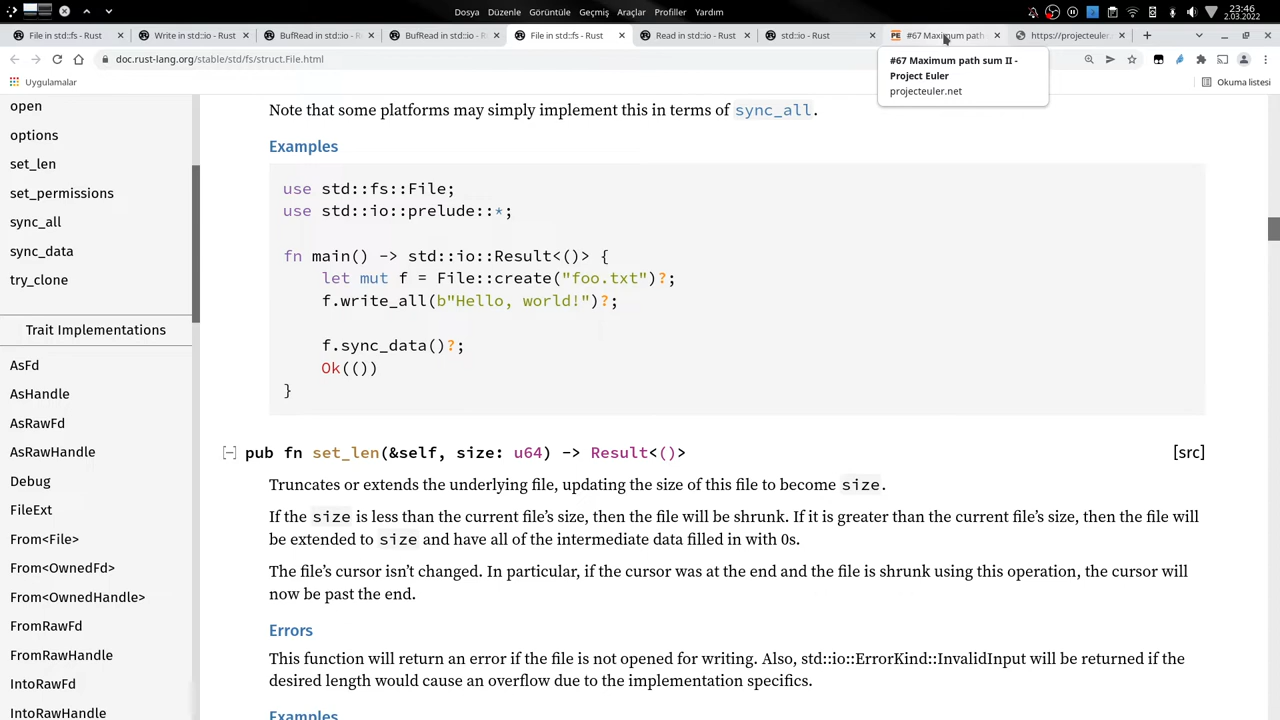 Dosya Düzenle Görüntüle Geçmiş Araçlar Profiller Yardım
23:46
2.03.2022
File in std::fs - Rust
Write in std::io - Rust
BufRead in std::io - Rust
BufRead in std::io - Rust
File in std::fs - Rust
Read in std::io - Rust
std::io - Rust
PE #67 Maximum path
https://projecteuler
doc.rust-lang.org/stable/std/fs/struct.File.html
#67 Maximum path sum II -
Project Euler
projecteuler.net
Uygulamalar
Okuma listesi
open
options
set_len
set_permissions
sync_all
sync_data
try_clone
Trait Implementations
AsFd
AsHandle
AsRawFd
AsRawHandle
Debug
FileExt
From<File>
From<OwnedFd>
From<OwnedHandle>
FromRawFd
FromRawHandle
IntoRawFd
IntoRawHandle
Note that some platforms may simply implement this in terms of sync_all.
Examples
use std::fs::File;
use std::io::prelude::*;
fn main() -> std::io::Result<()> {
let mut f = File::create("foo.txt")?;
f.write_all(b"Hello, world!")?;
f.sync_data()?;
Ok(())
}
[-] pub fn set_len(&self, size: u64) -> Result<()>
[src]
Truncates or extends the underlying file, updating the size of this file to become size.
If the size is less than the current file's size, then the file will be shrunk. If it is greater than the current file's size, then the file will
be extended to size and have all of the intermediate data filled in with 0s.
The file's cursor isn't changed. In particular, if the cursor was at the end and the file is shrunk using this operation, the cursor will
now be past the end.
Errors
This function will return an error if the file is not opened for writing. Also, std::io::ErrorKind::InvalidInput will be returned if the
desired length would cause an overflow due to the implementation specifics.
Examples